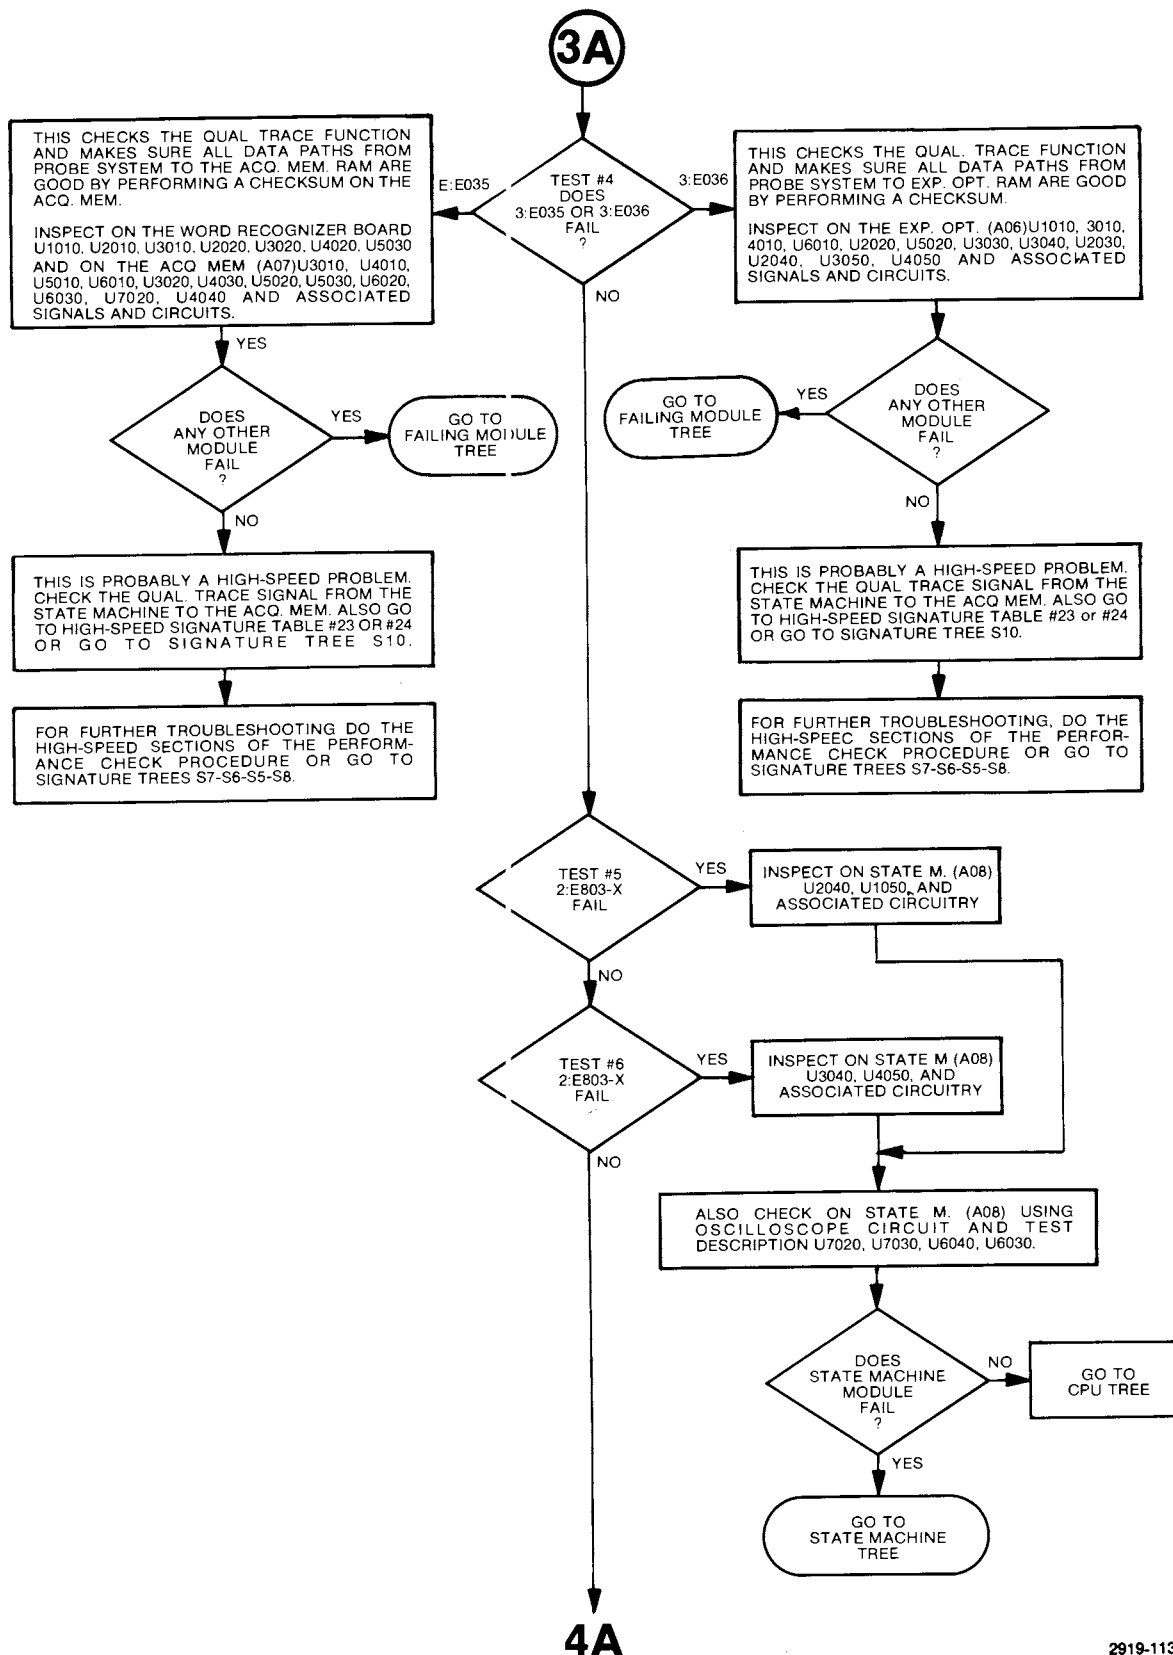 3A
THIS CHECKS THE QUAL TRACE FUNCTION
AND MAKES SURE ALL DATA PATHS FROM
PROBE SYSTEM TO THE ACQ. MEM. RAM ARE
GOOD BY PERFORMING A CHECKSUM ON THE
ACQ. MEM.
INSPECT ON THE WORD RECOGNIZER BOARD
U1010, U2010, U3010, U2020, U3020, U4020, U5030
AND ON THE ACQ MEM (A07)U3010, U4010,
U5010, U6010, U3020, U4030, U5020, U5030, U6020,
U6030, U7020, U4040 AND ASSOCIATED
SIGNALS AND CIRCUITS.
E:E035
TEST #4
DOES
3:E035 OR 3:E036
FAIL
?
3:E036
THIS CHECKS THE QUAL. TRACE FUNCTION
AND MAKES SURE ALL DATA PATHS FROM
PROBE SYSTEM TO EXP. OPT. RAM ARE GOOD
BY PERFORMING A CHECKSUM.
INSPECT ON THE EXP. OPT. (A06)U1010, 3010,
4010, U6010, U2020, U5020, U3030, U3040, U2030,
U2040, U3050, U4050 AND ASSOCIATED
SIGNALS AND CIRCUITS.
NO
YES
DOES
ANY OTHER
MODULE
FAIL
?
YES
GO TO
FAILING MODULE
TREE
GO TO
FAILING MODULE
TREE
YES
DOES
ANY OTHER
MODULE
FAIL
?
NO
NO
THIS IS PROBABLY A HIGH-SPEED PROBLEM.
CHECK THE QUAL. TRACE SIGNAL FROM THE
STATE MACHINE TO THE ACQ. MEM. ALSO GO
TO HIGH-SPEED SIGNATURE TABLE #23 OR #24
OR GO TO SIGNATURE TREE S10.
THIS IS PROBABLY A HIGH-SPEED PROBLEM.
CHECK THE QUAL. TRACE SIGNAL FROM THE
STATE MACHINE TO THE ACQ MEM. ALSO GO
TO HIGH-SPEED SIGNATURE TABLE #23 or #24
OR GO TO SIGNATURE TREE S10.
FOR FURTHER TROUBLESHOOTING DO THE
HIGH-SPEED SECTIONS OF THE PERFORM-
ANCE CHECK PROCEDURE OR GO TO
SIGNATURE TREES S7-S6-S5-S8.
FOR FURTHER TROUBLESHOOTING, DO THE
HIGH-SPEEC SECTIONS OF THE PERFOR-
MANCE CHECK PROCEDURE OR GO TO
SIGNATURE TREES S7-S6-S5-S8.
TEST #5
2:E803-X
FAIL
YES
INSPECT ON STATE M. (A08)
U2040, U1050, AND
ASSOCIATED CIRCUITRY
NO
TEST #6
2:E803-X
FAIL
YES
INSPECT ON STATE M (A08)
U3040, U4050, AND
ASSOCIATED CIRCUITRY
NO
ALSO CHECK ON STATE M. (A08) USING
OSCILLOSCOPE CIRCUIT AND TEST
DESCRIPTION U7020, U7030, U6040, U6030.
DOES
STATE MACHINE
MODULE
FAIL
?
NO
GO TO
CPU TREE
YES
GO TO
STATE MACHINE
TREE
4A
2919-113